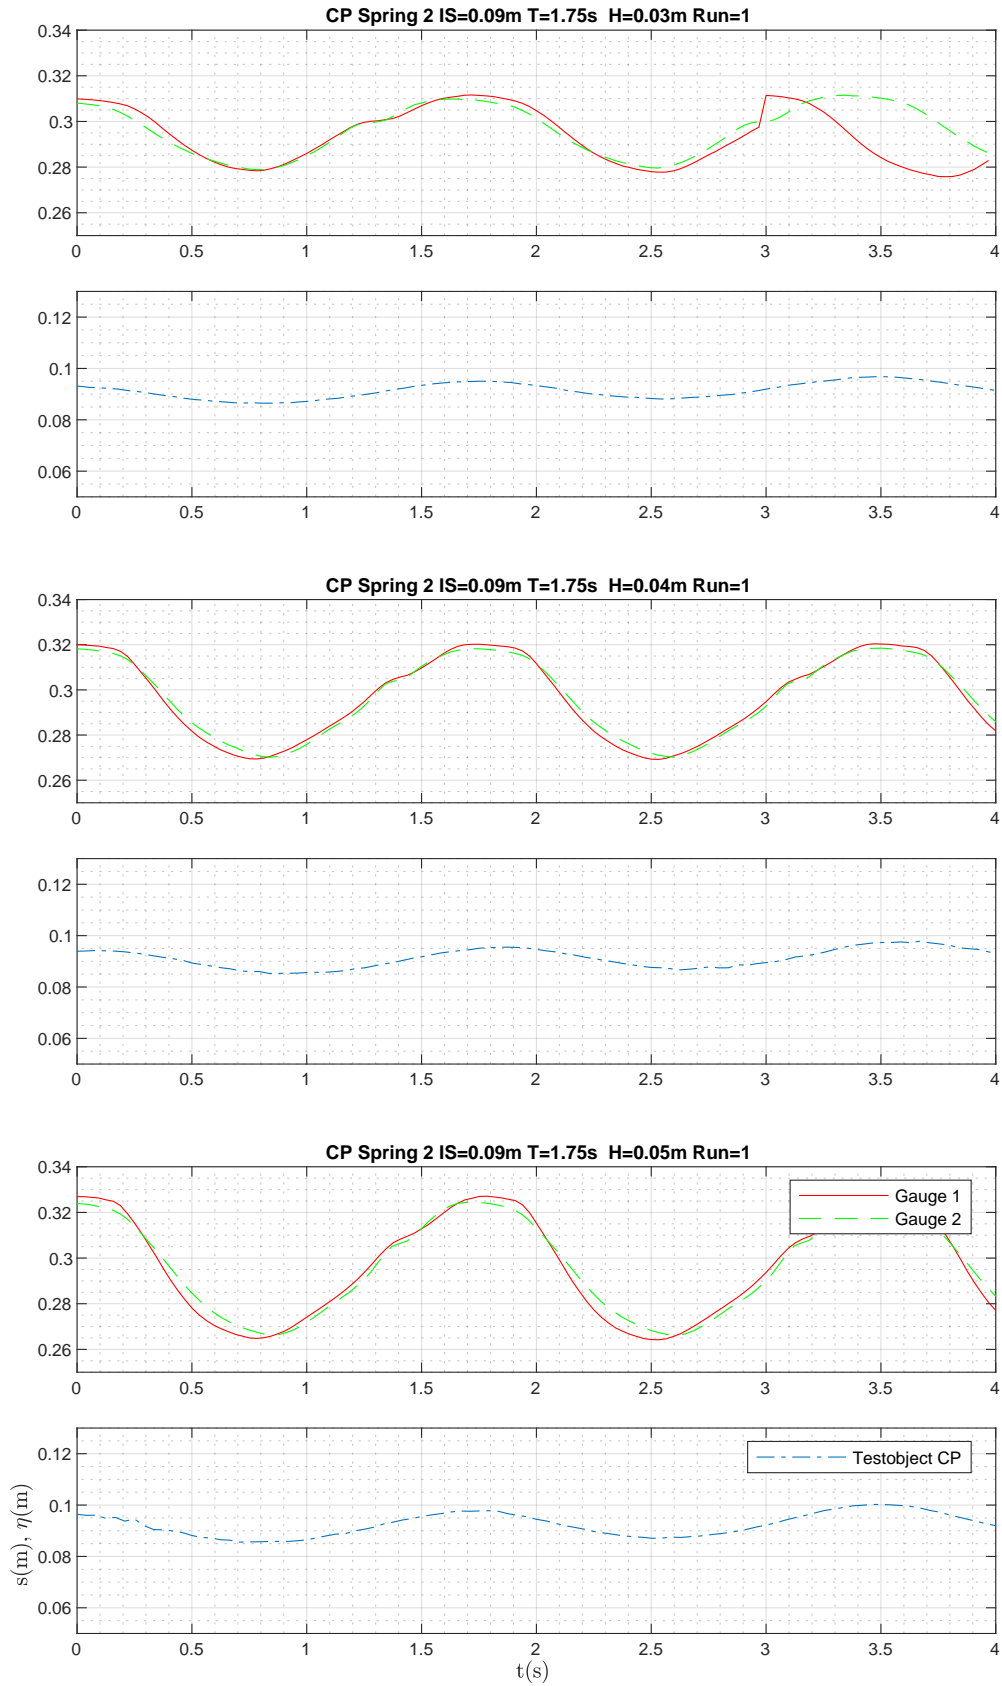 CP Spring 2 IS=0.09m T=1.75s  H=0.03m Run=1
0.34
0.32
0.3
0.28
0.26
0 0.5 1 1.5 2 2.5 3 3.5 4
0.12
0.1
0.08
0.06
0 0.5 1 1.5 2 2.5 3 3.5 4
CP Spring 2 IS=0.09m T=1.75s  H=0.04m Run=1
0.34
0.32
0.3
0.28
0.26
0 0.5 1 1.5 2 2.5 3 3.5 4
0.12
0.1
0.08
0.06
0 0.5 1 1.5 2 2.5 3 3.5 4
CP Spring 2 IS=0.09m T=1.75s  H=0.05m Run=1
0.34
0.32
0.3
0.28
0.26
Gauge 1
Gauge 2
0 0.5 1 1.5 2 2.5 3 3.5 4
0.12
0.1
0.08
0.06
Testobject CP
s(m), η(m)
0 0.5 1 1.5 2 2.5 3 3.5 4
t(s)